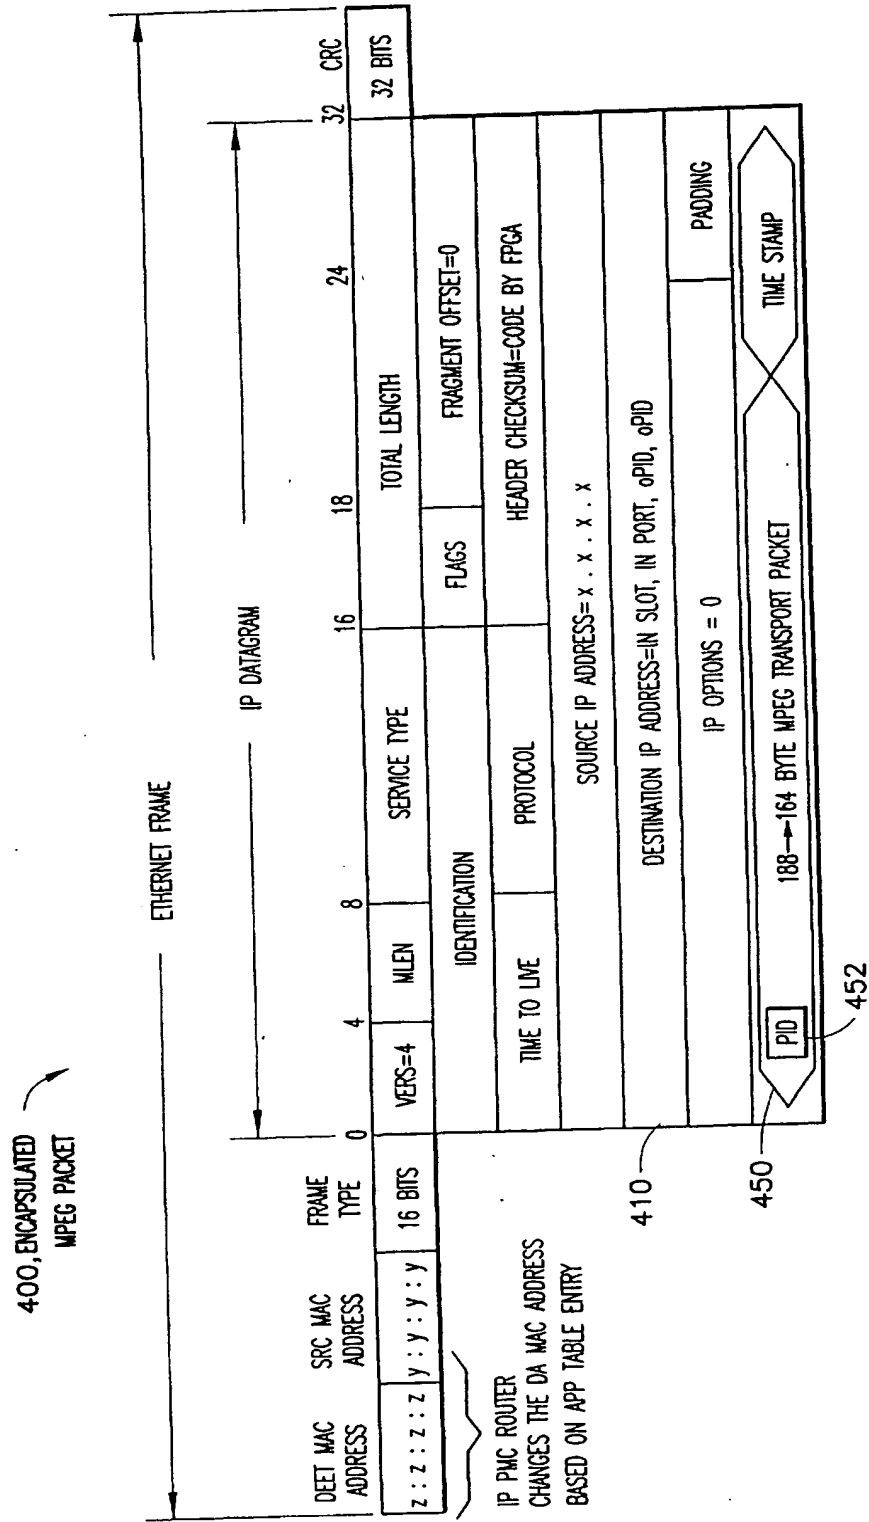 400, ENCAPSULATED
MPEG PACKET
ETHERNET FRAME
IP DATAGRAM
DEET MAC
ADDRESS
SRC MAC
ADDRESS
FRAME
TYPE
0
4
8
16
18
24
32
CRC
z : z : z : z
y : y : y : y
16 BITS
VERS=4
MLEN
SERVICE TYPE
TOTAL LENGTH
32 BITS
IDENTIFICATION
FLAGS
FRAGMENT OFFSET=0
TIME TO LIVE
PROTOCOL
HEADER CHECKSUM=CODE BY FPGA
SOURCE IP ADDRESS=x . x . x . x
DESTINATION IP ADDRESS=IN SLOT, IN PORT, oPID, oPID
IP OPTIONS = 0
PADDING
PID
188→164 BYTE MPEG TRANSPORT PACKET
TIME STAMP
IP PMC ROUTER
CHANGES THE DA MAC ADDRESS
BASED ON APP TABLE ENTRY
410
450
452